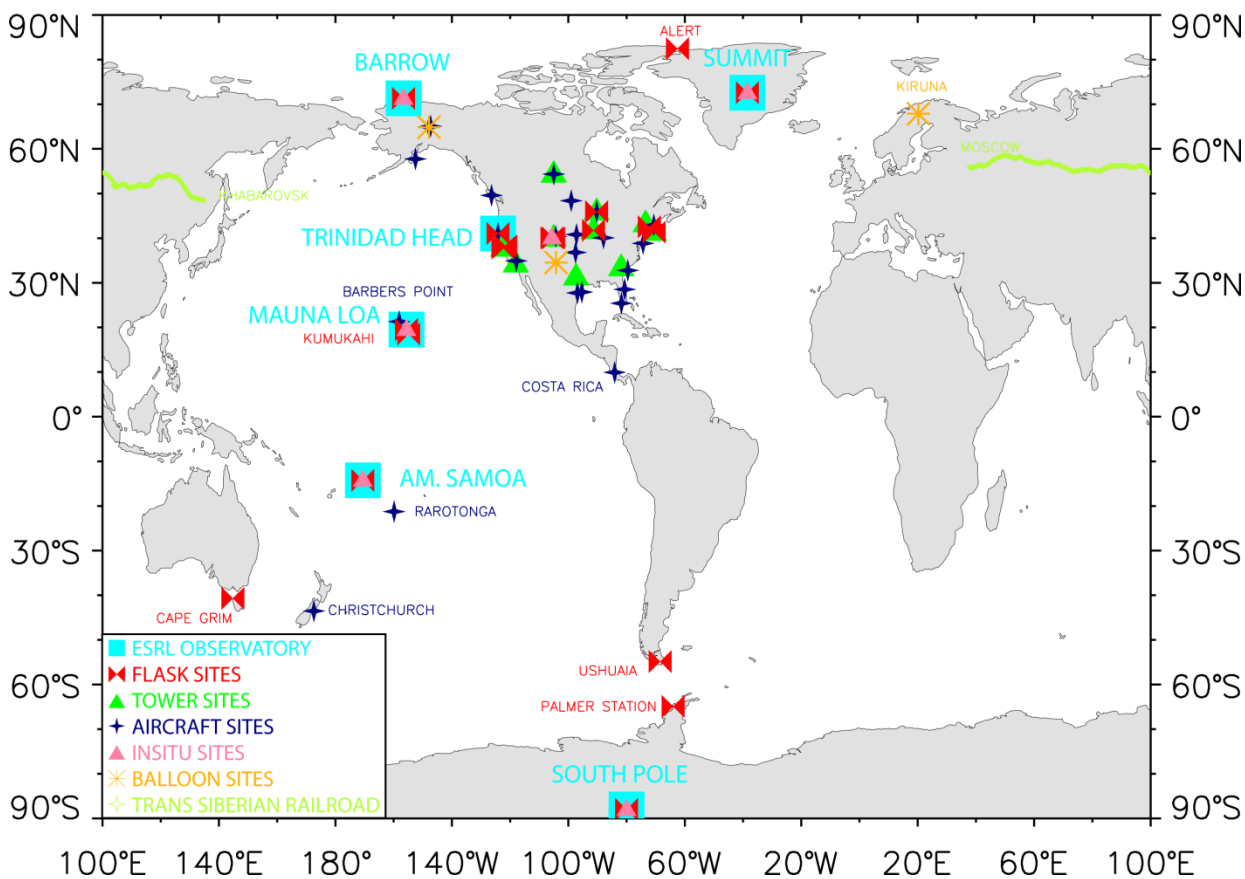 90°N
90°N
ALERT
BARROW
SUMMIT
KIRUNA
60°N
60°N
MOSCOW
KHABAROVSK
TRINIDAD HEAD
30°N
30°N
BARBERS POINT
MAUNA LOA
KUMUKAHI
COSTA RICA
0°
0°
AM. SAMOA
RAROTONGA
30°S
30°S
CAPE GRIM
CHRISTCHURCH
ESRL OBSERVATORY
FLASK SITES
TOWER SITES
AIRCRAFT SITES
INSITU SITES
BALLOON SITES
TRANS SIBERIAN RAILROAD
USHUAIA
60°S
60°S
PALMER STATION
SOUTH POLE
90°S
90°S
100°E
140°E
180°
140°W
100°W
60°W
20°W
20°E
60°E
100°E